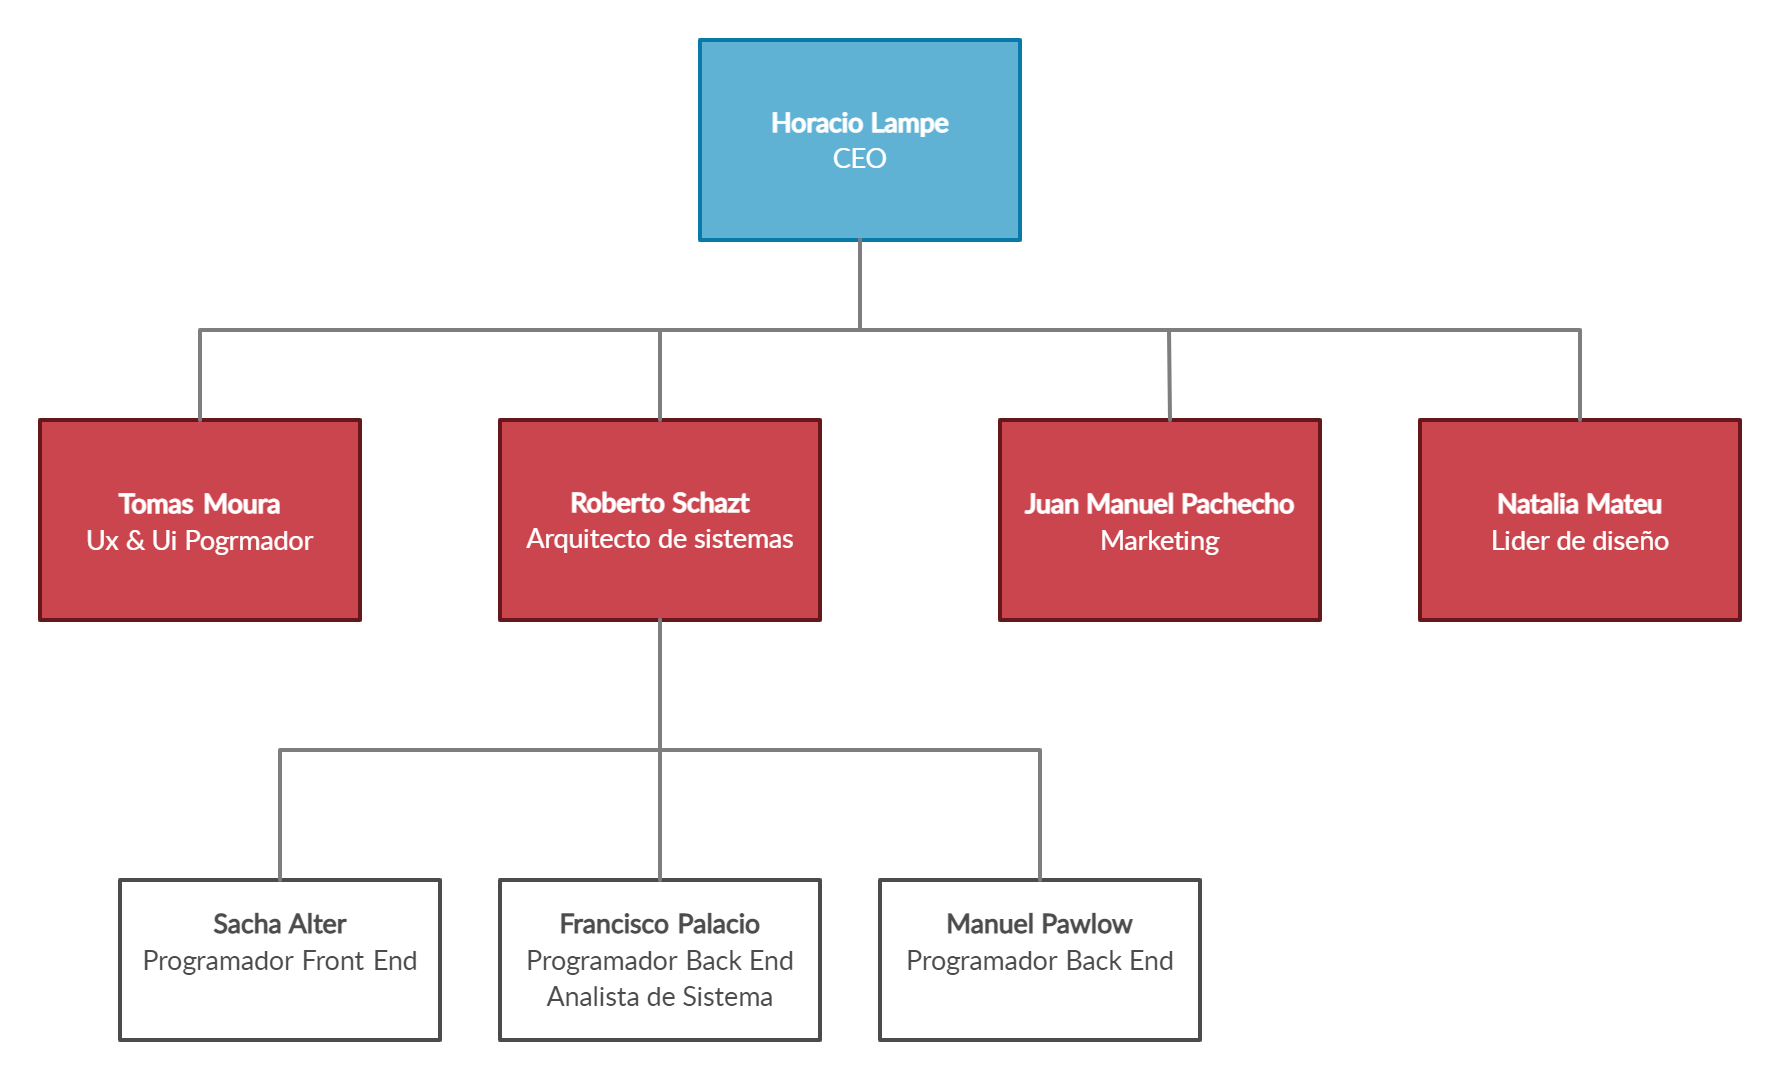 Horacio Lampe
CEO
Tomas Moura
Ux & Ui Pogrmador
Roberto Schazt
Arquitecto de sistemas
Juan Manuel Pachecho
Marketing
Natalia Mateu
Lider de diseño
Sacha Alter
Programador Front End
Francisco Palacio
Programador Back End
Analista de Sistema
Manuel Pawlow
Programador Back End